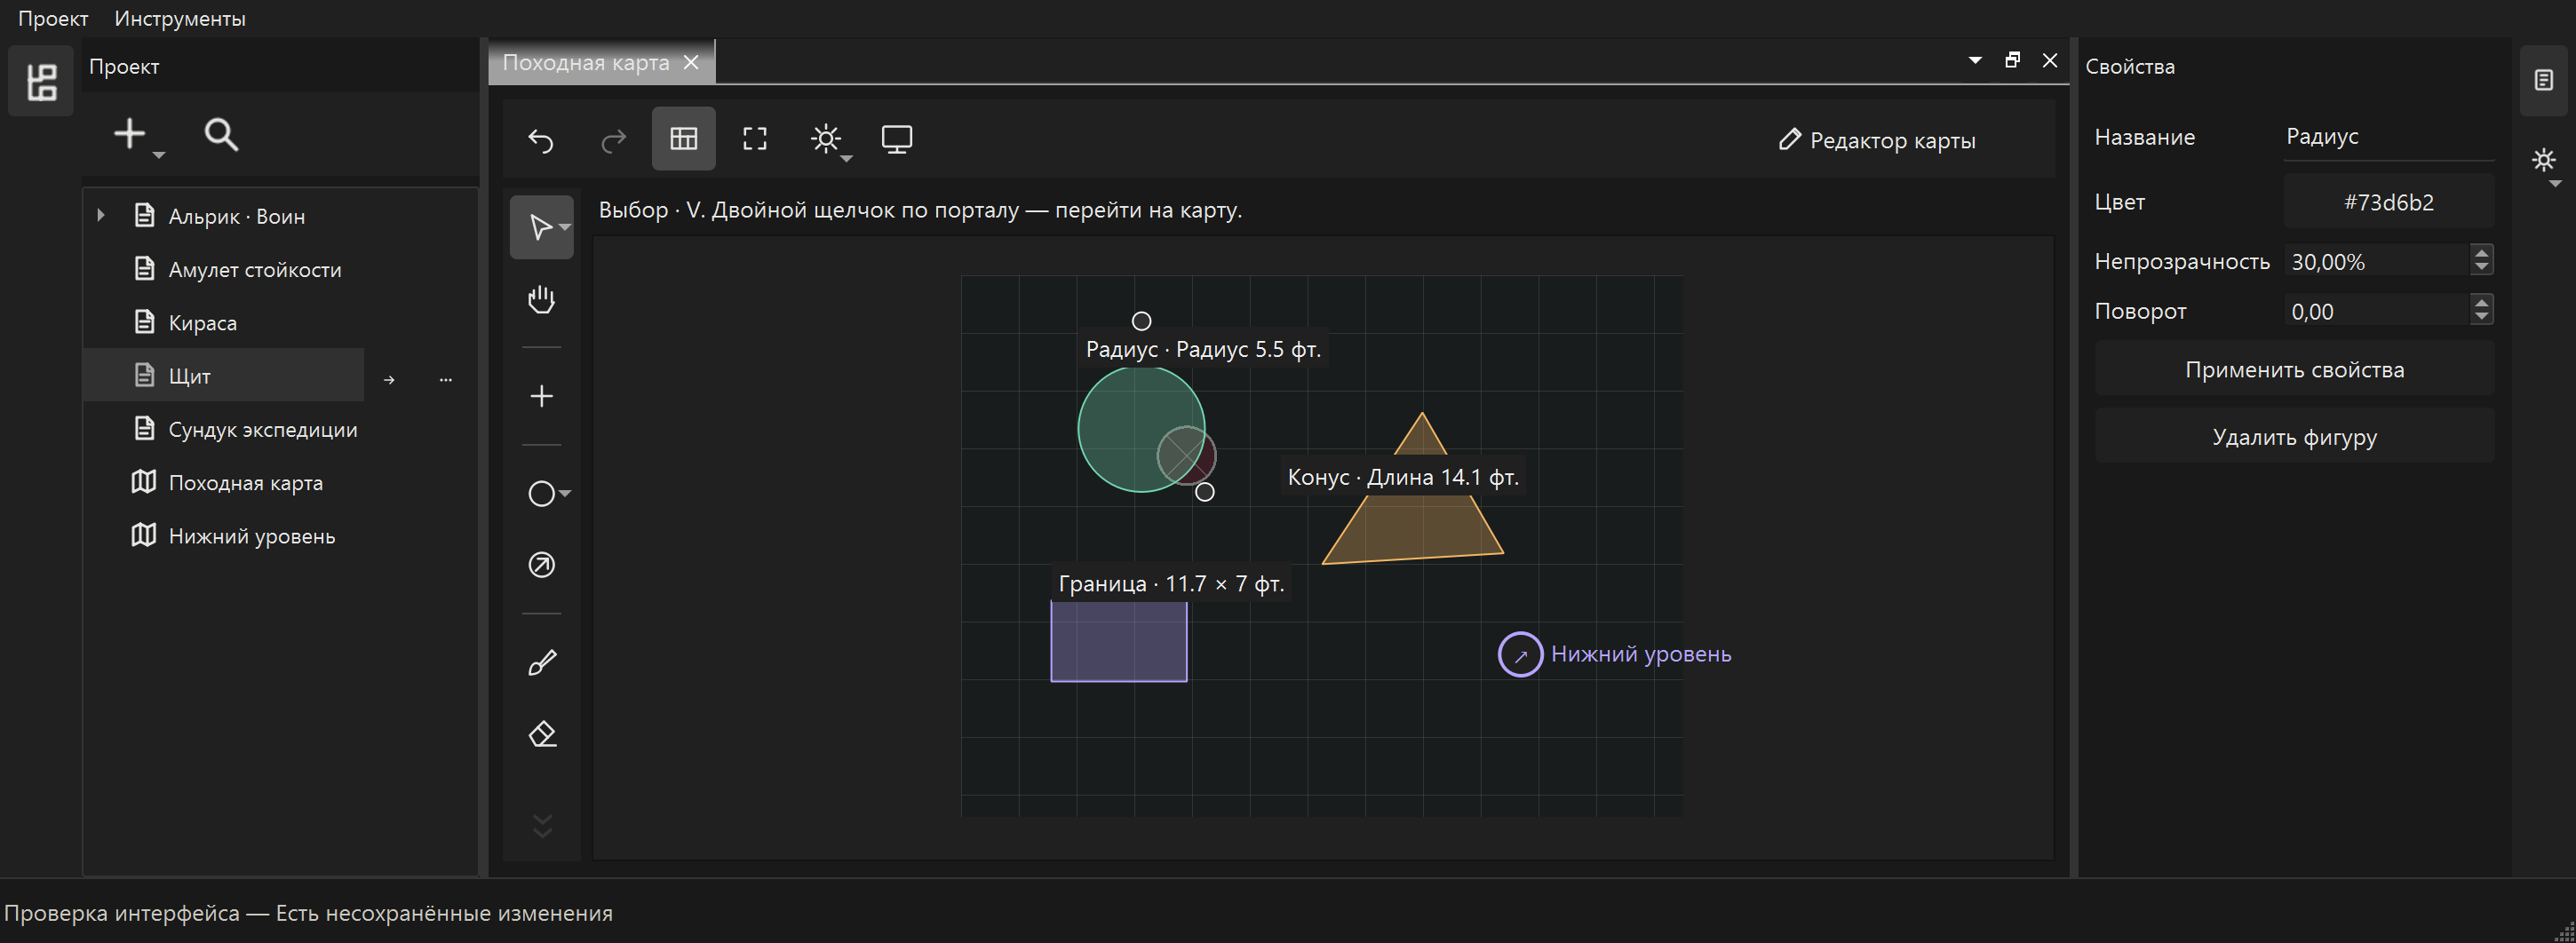 Проект
Инструменты
Проект
Альрик · Воин
Амулет стойкости
Кираса
Щит
Сундук экспедиции
Походная карта
Нижний уровень
Походная карта
Редактор карты
Выбор · V. Двойной щелчок по порталу — перейти на карту.
Радиус · Радиус 5.5 фт.
Конус · Длина 14.1 фт.
Граница · 11.7 × 7 фт.
Нижний уровень
Свойства
Название
Радиус
Цвет
#73d6b2
Непрозрачность
30,00%
Поворот
0,00
Применить свойства
Удалить фигуру
Проверка интерфейса — Есть несохранённые изменения